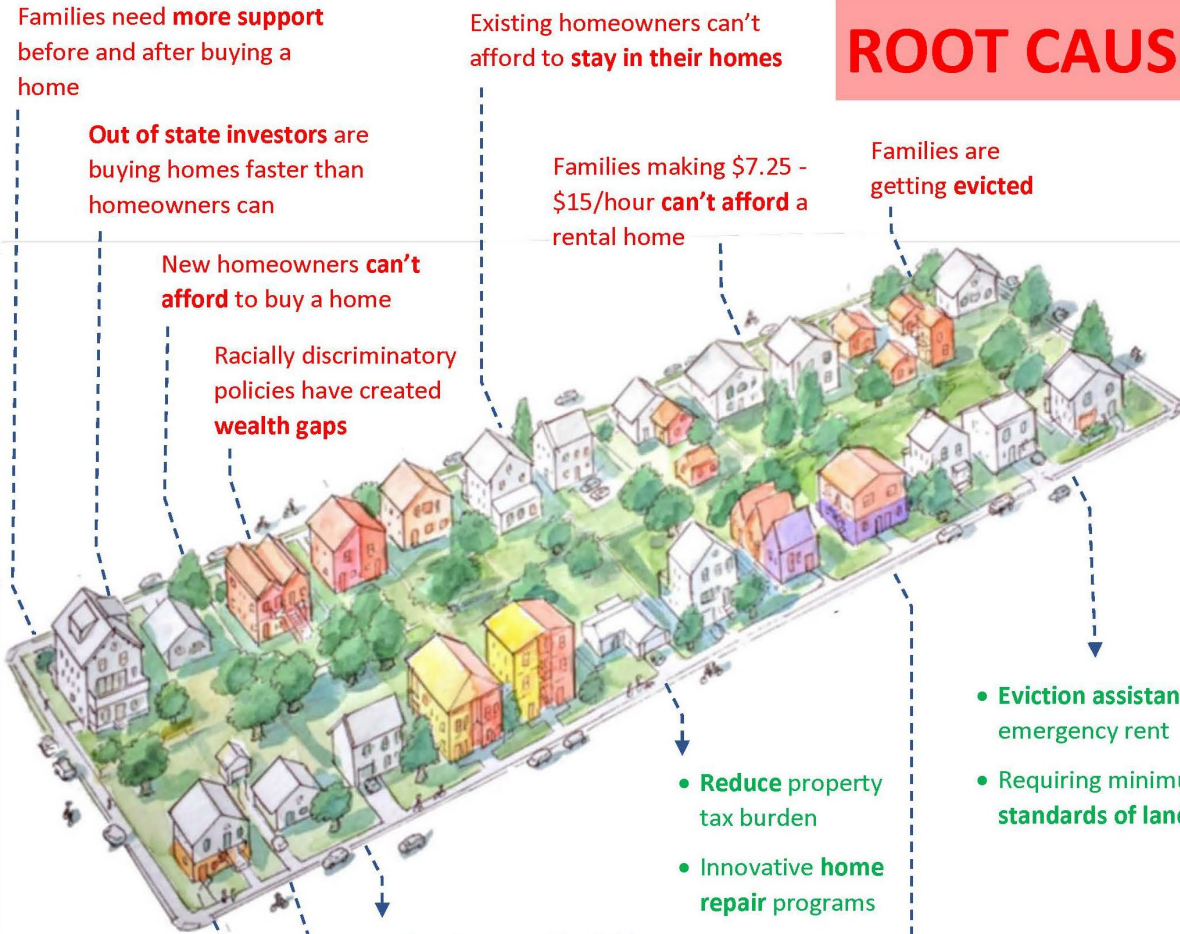 Families need more support
before and after buying a
home
Existing homeowners can't
afford to stay in their homes
ROOT CAUS
Out of state investors are
buying homes faster than
homeowners can
Families making $7.25 -
$15/hour can't afford a
rental home
Families are
getting evicted
New homeowners can't
afford to buy a home
Racially discriminatory
policies have created
wealth gaps
• Reduce property
tax burden
• Innovative home
repair programs
• Eviction assistan
emergency rent
• Requiring minimu
standards of lan